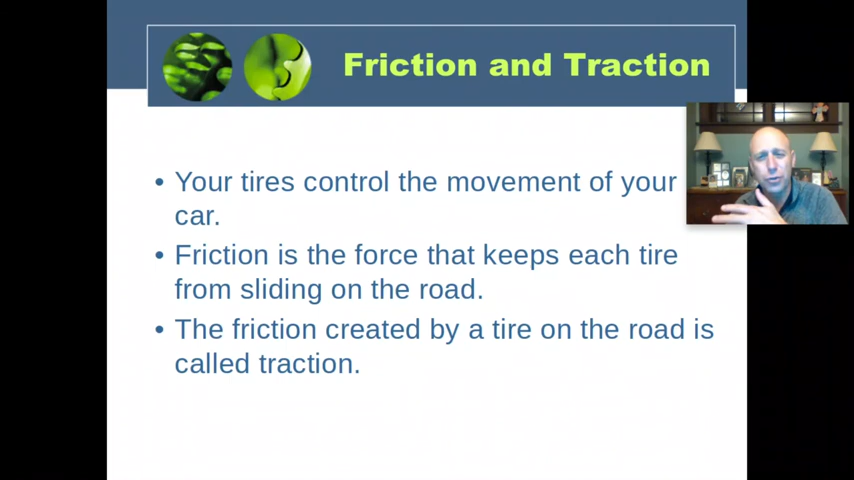 Friction and Traction
• Your tires control the movement of your
car.
• Friction is the force that keeps each tire
from sliding on the road.
• The friction created by a tire on the road is
called traction.